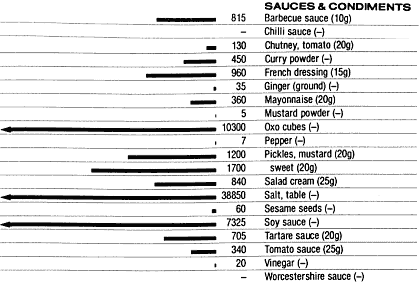 SAUCES & CONDIMENTS
815 Barbecue sauce (10g)
– Chilli sauce (–)
130 Chutney, tomato (20g)
450 Curry powder (–)
960 French dressing (15g)
35 Ginger (ground) (–)
360 Mayonnaise (20g)
5 Mustard powder (–)
10300 Oxo cubes (–)
7 Pepper (–)
1200 Pickles, mustard (20g)
1700 sweet (20g)
840 Salad cream (25g)
38850 Salt, table (–)
60 Sesame seeds (–)
7325 Soy sauce (–)
705 Tartare sauce (20g)
340 Tomato sauce (25g)
20 Vinegar (–)
– Worcestershire sauce (–)